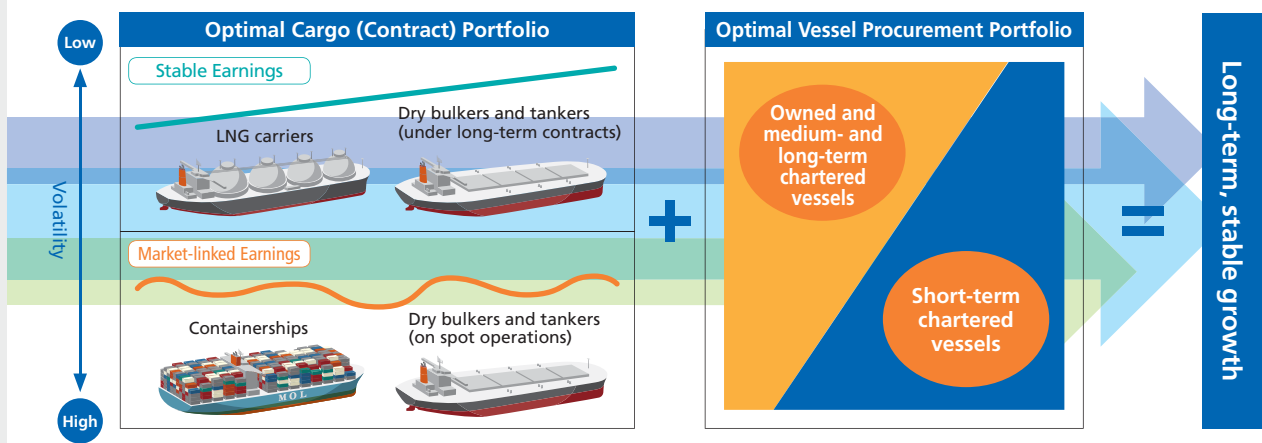 Low
Volatility
High
Optimal Cargo (Contract) Portfolio
Stable Earnings
LNG carriers
Dry bulkers and tankers
(under long-term contracts)
Market-linked Earnings
Containerships
MOL
Dry bulkers and tankers
(on spot operations)
+
Optimal Vessel Procurement Portfolio
Owned and
medium- and
long-term
chartered
vessels
Short-term
chartered
vessels
=
Long-term, stable growth